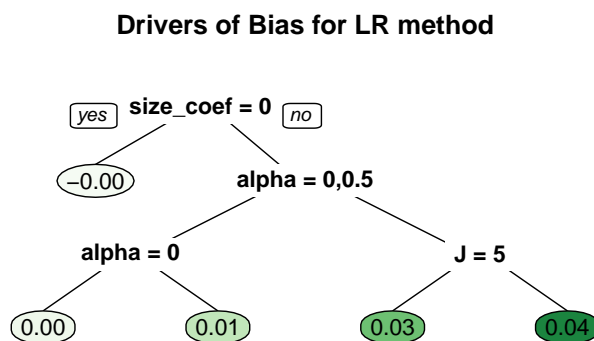 Drivers of Bias for LR method
yes size_coef = 0 no
−0.00 alpha = 0,0.5
alpha = 0 J = 5
0.00 0.01 0.03 0.04